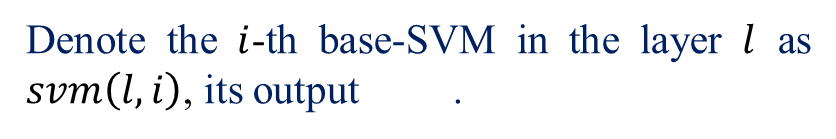 Denote the i-th base-SVM in the layer l as
svm(l, i), its output .